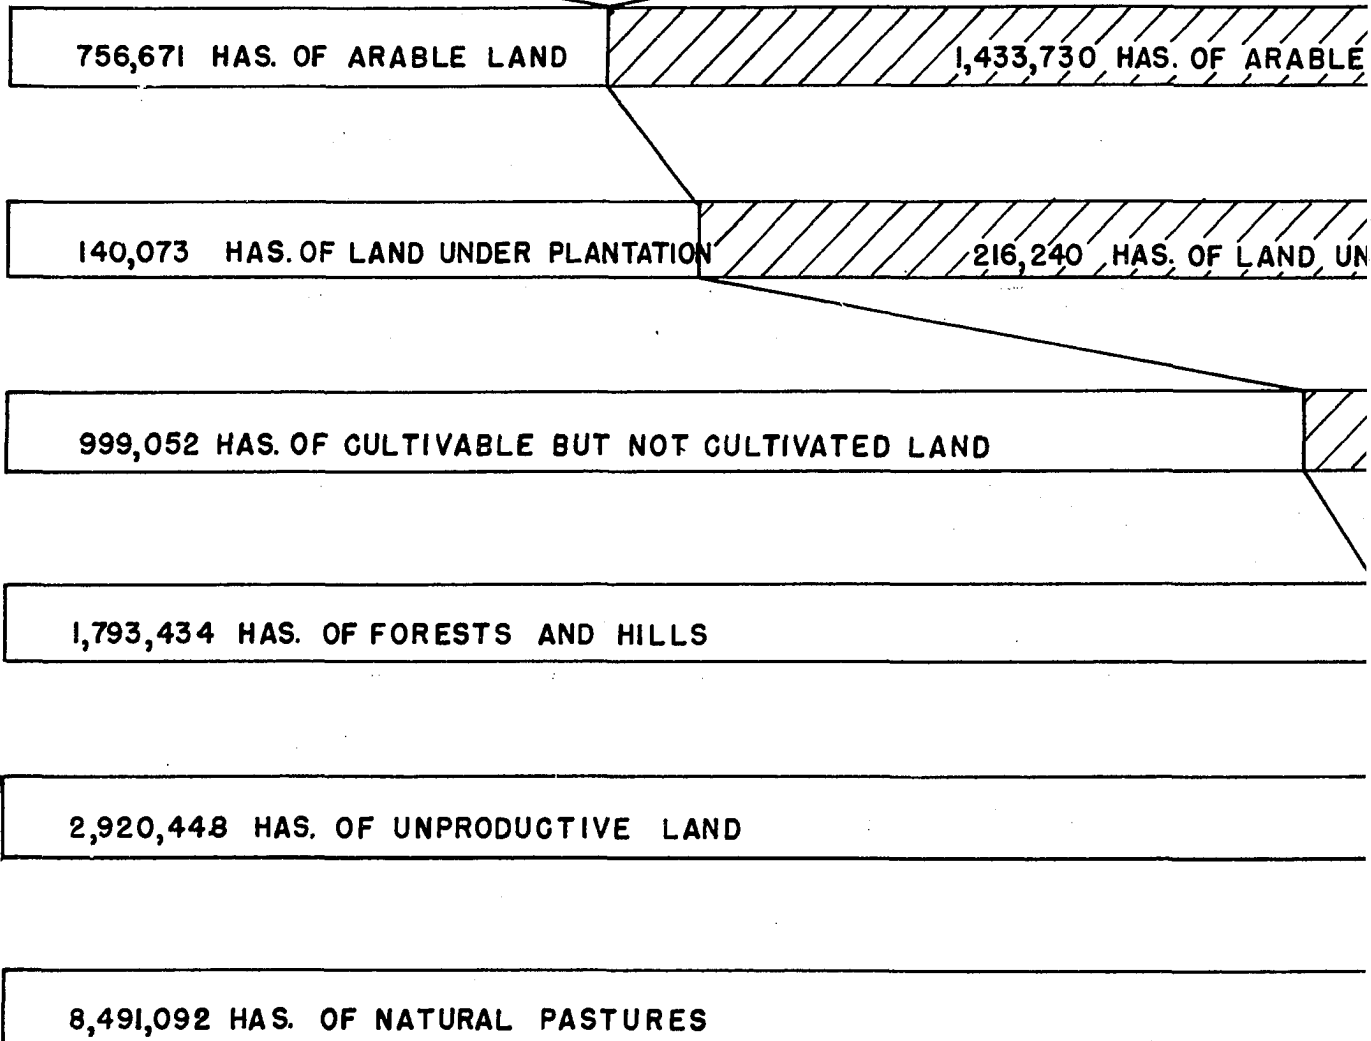 756,671 HAS. OF ARABLE LAND 1,433,730 HAS. OF ARABLE
140,073 HAS. OF LAND UNDER PLANTATION 216,240 HAS. OF LAND UN
999,052 HAS. OF CULTIVABLE BUT NOT CULTIVATED LAND
1,793,434 HAS. OF FORESTS AND HILLS
2,920,448 HAS. OF UNPRODUCTIVE LAND
8,491,092 HAS. OF NATURAL PASTURES